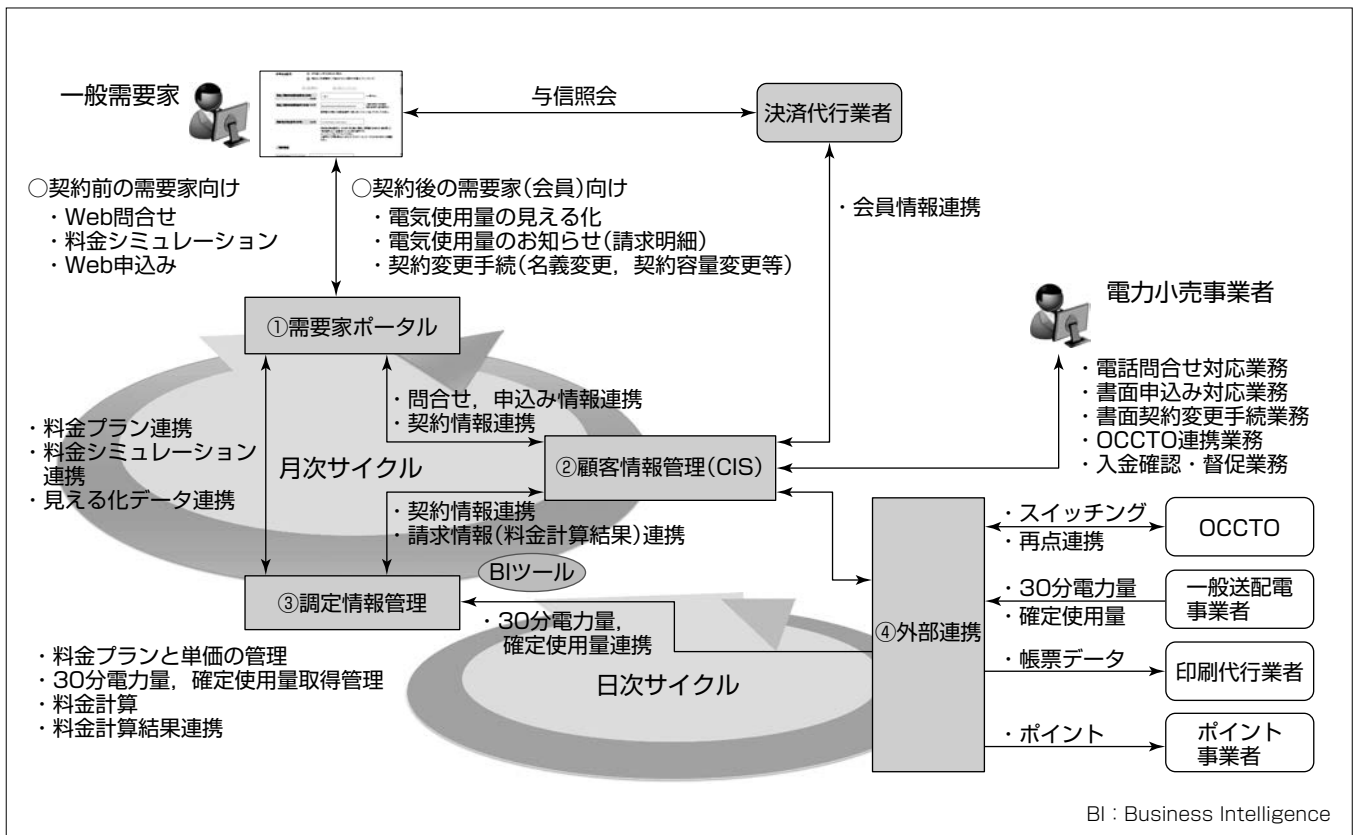 一般需要家
与信照会
決済代行業者
○契約前の需要家向け
・Web問合せ
・料金シミュレーション
・Web申込み
○契約後の需要家(会員)向け
・電気使用量の見える化
・電気使用量のお知らせ(請求明細)
・契約変更手続(名義変更，契約容量変更等)
・会員情報連携
電力小売事業者
・電話問合せ対応業務
・書面申込み対応業務
・書面契約変更手続業務
・OCCTO連携業務
・入金確認・督促業務
①需要家ポータル
・問合せ，申込み情報連携
・契約情報連携
・料金プラン連携
・料金シミュレーション
連携
・見える化データ連携
月次サイクル
②顧客情報管理(CIS)
・契約情報連携
・請求情報(料金計算結果)連携
BIツール
③調定情報管理
・30分電力量，
確定使用量連携
・料金プランと単価の管理
・30分電力量，確定使用量取得管理
・料金計算
・料金計算結果連携
日次サイクル
④外部連携
・スイッチング
・再点連携
OCCTO
・30分電力量
・確定使用量
一般送配電
事業者
・帳票データ
印刷代行業者
・ポイント
ポイント
事業者
BI：Business Intelligence